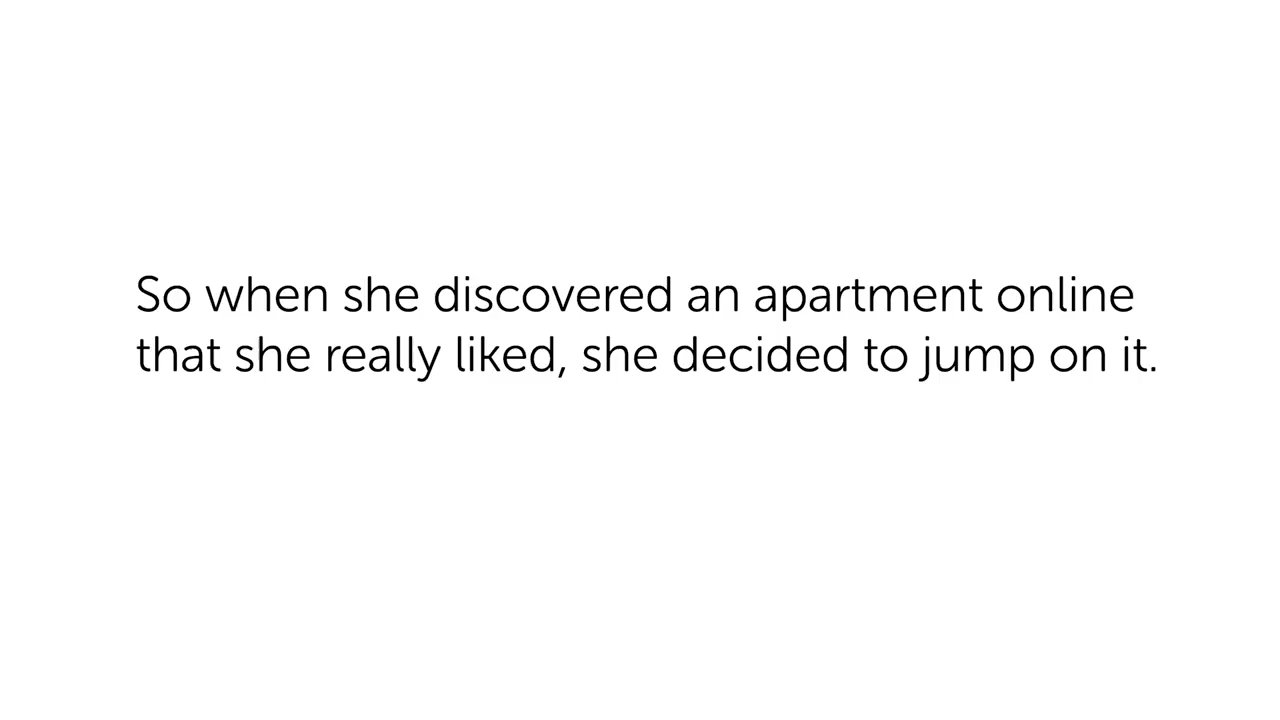 So when she discovered an apartment online
that she really liked, she decided to jump on it.